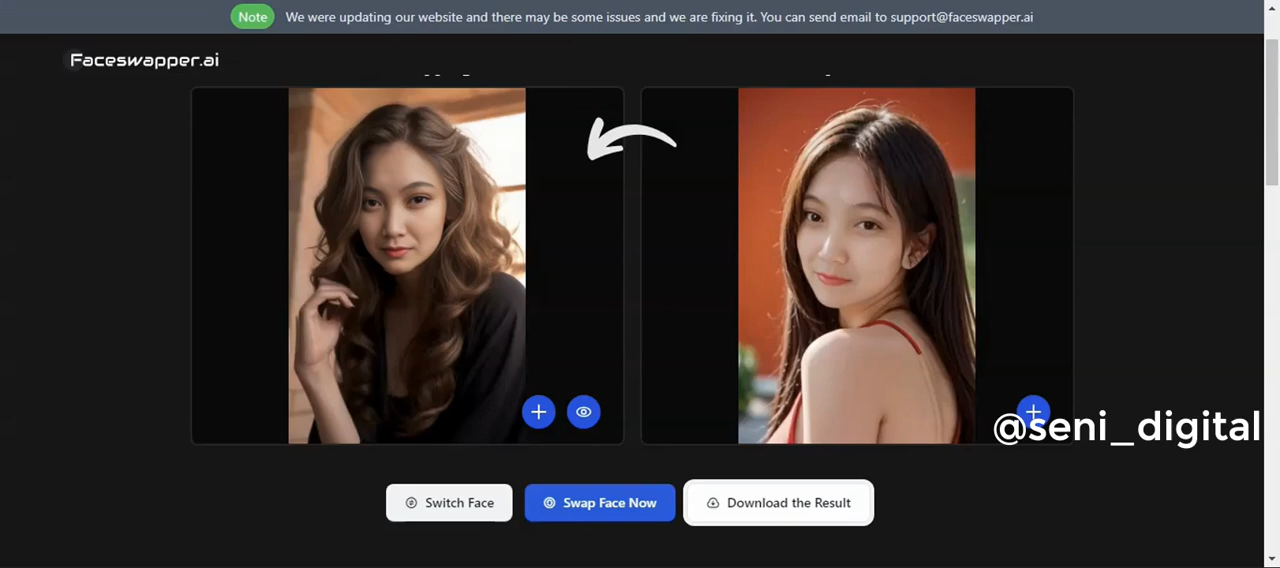 Note We were updating our website and there may be some issues and we are fixing it. You can send email to support@faceswapper.ai
Faceswapper.ai
@seni_digital
Switch Face Swap Face Now Download the Result